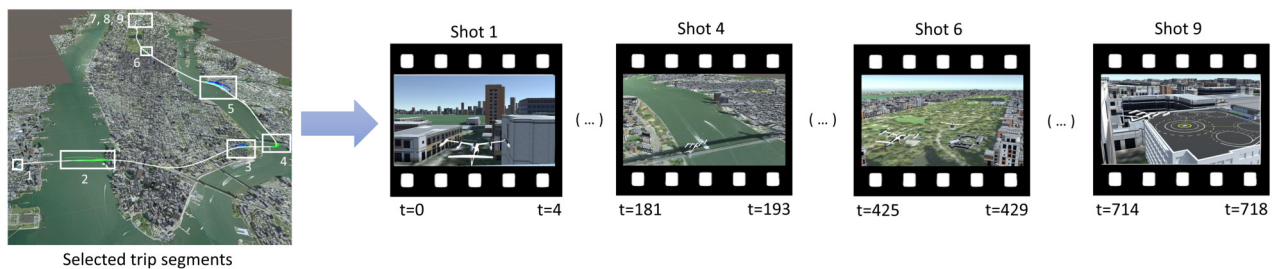 7, 8, 9
6
5
4
3
2
1
Selected trip segments
Shot 1
Shot 4
Shot 6
Shot 9
( ... )
( ... )
( ... )
t=0
t=4
t=181
t=193
t=425
t=429
t=714
t=718